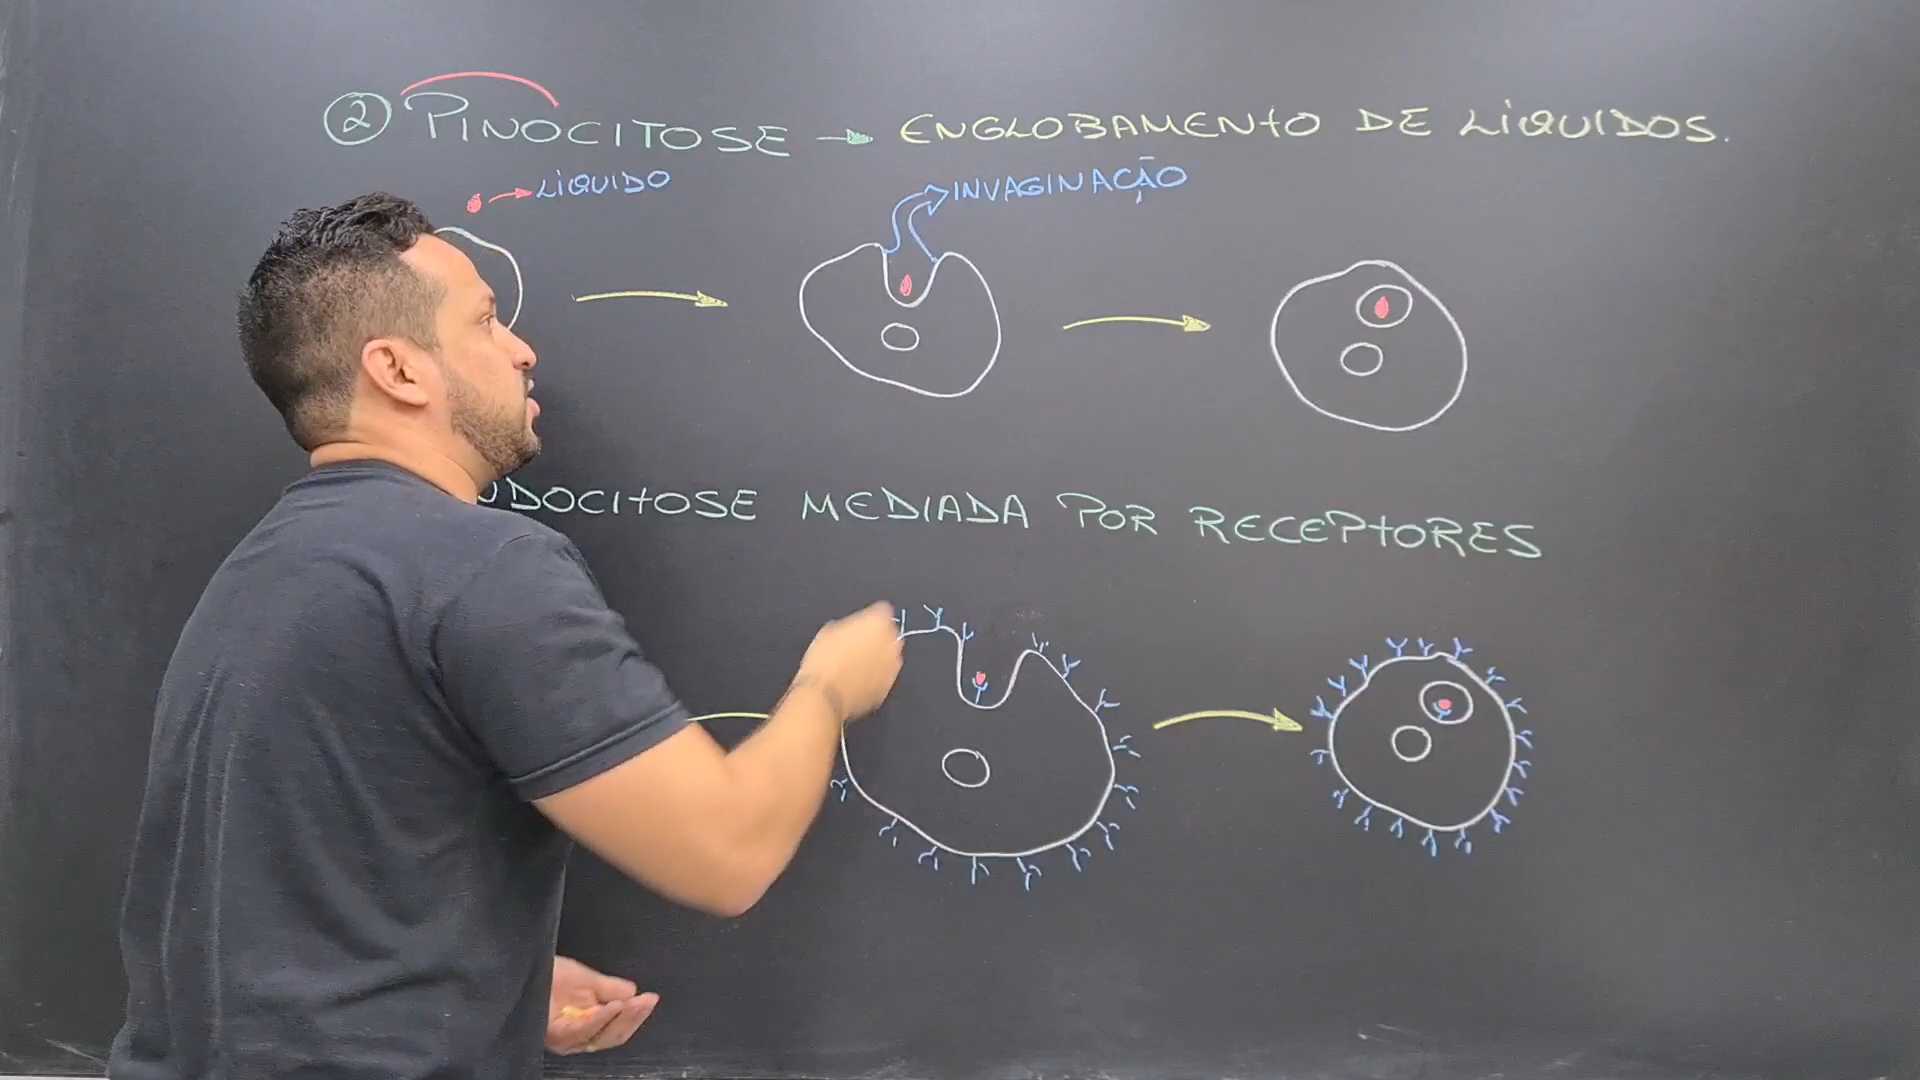 ② PINOCITOSE → ENGLOBAMENTO DE LÍQUIDOS.
→ LÍQUIDO
INVAGINAÇÃO
DOCITOSE MEDIADA POR RECEPTORES